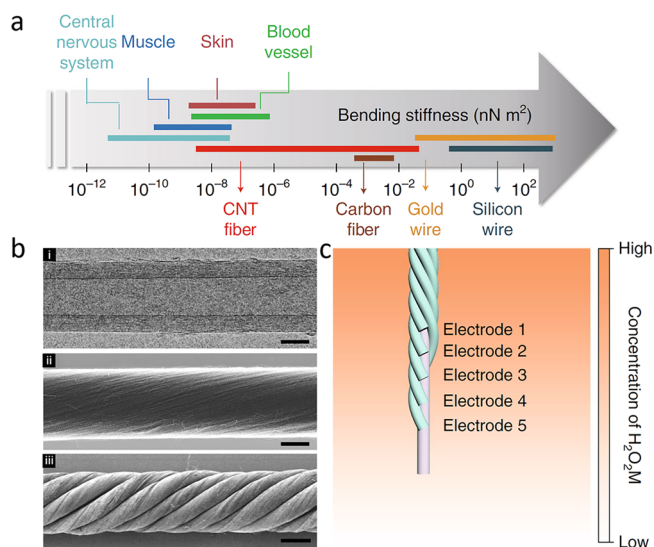 a
Central
nervous
system
Muscle
Skin
Blood
vessel
Bending stiffness (nN m²)
10⁻¹² 10⁻¹⁰ 10⁻⁸ 10⁻⁶ 10⁻⁴ 10⁻² 10⁰ 10²
CNT
fiber
Carbon
fiber
Gold
wire
Silicon
wire
b
i
ii
iii
c
Electrode 1
Electrode 2
Electrode 3
Electrode 4
Electrode 5
High
Concentration of H₂O₂M
Low